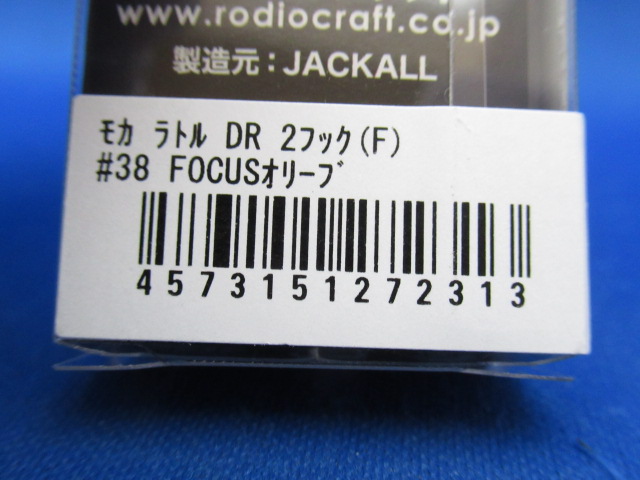 www.rodiocraft.co.jp
製造元：JACKALL
ﾓｶ ﾗﾄﾙ DR 2ﾌｯｸ(F)
#38 FOCUSｵﾘｰﾌﾞ
4573151272313